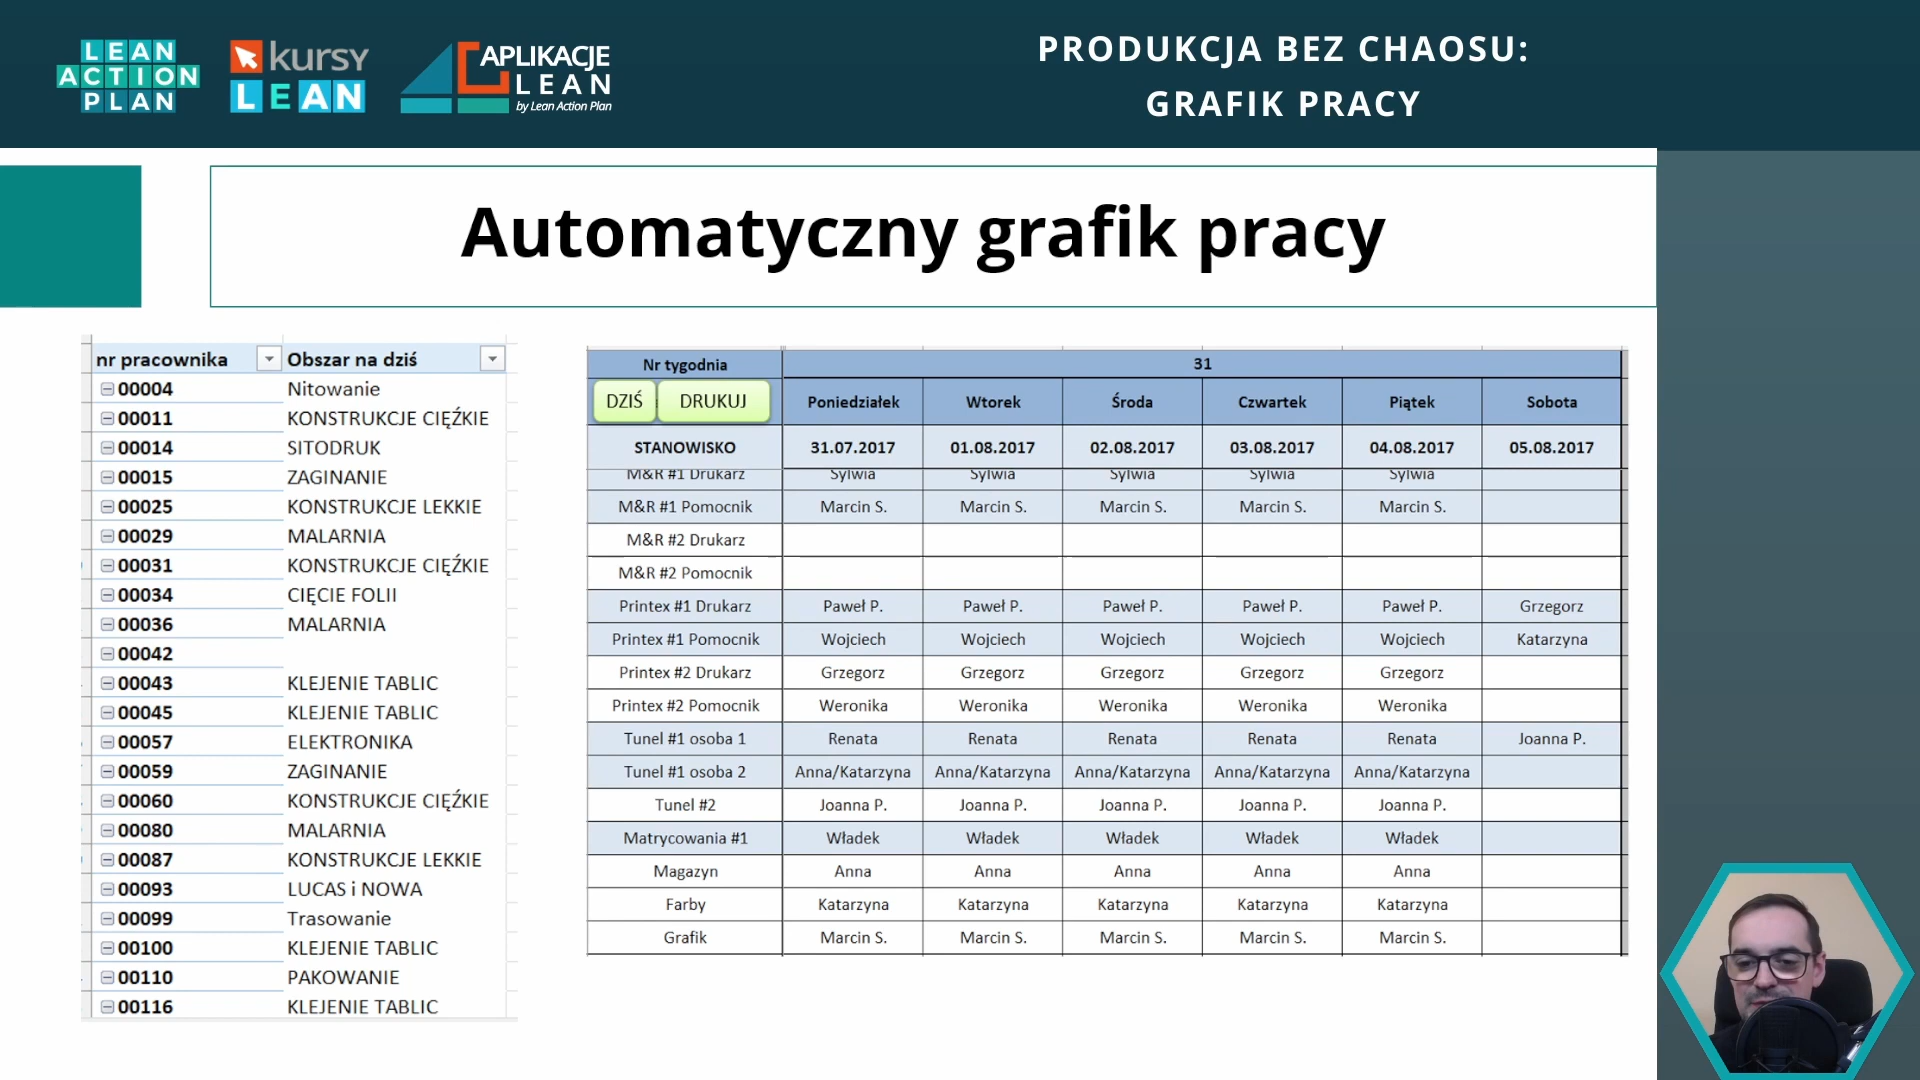 LEAN
ACTION
PLAN
kursy
LEAN
APLIKACJE
LEAN
by Lean Action Plan
PRODUKCJA BEZ CHAOSU:
GRAFIK PRACY
Automatyczny grafik pracy
nr pracownika Obszar na dziś
00004 Nitowanie
00011 KONSTRUKCJE CIĘŹKIE
00014 SITODRUK
00015 ZAGINANIE
00025 KONSTRUKCJE LEKKIE
00029 MALARNIA
00031 KONSTRUKCJE CIĘŹKIE
00034 CIĘCIE FOLII
00036 MALARNIA
00042
00043 KLEJENIE TABLIC
00045 KLEJENIE TABLIC
00057 ELEKTRONIKA
00059 ZAGINANIE
00060 KONSTRUKCJE CIĘŹKIE
00080 MALARNIA
00087 KONSTRUKCJE LEKKIE
00093 LUCAS i NOWA
00099 Trasowanie
00100 KLEJENIE TABLIC
00110 PAKOWANIE
00116 KLEJENIE TABLIC
Nr tygodnia 31
DZIŚ DRUKUJ Poniedziałek Wtorek Środa Czwartek Piątek Sobota
STANOWISKO 31.07.2017 01.08.2017 02.08.2017 03.08.2017 04.08.2017 05.08.2017
M&R #1 Drukarz Sylwia Sylwia Sylwia Sylwia Sylwia
M&R #1 Pomocnik Marcin S. Marcin S. Marcin S. Marcin S. Marcin S.
M&R #2 Drukarz
M&R #2 Pomocnik
Printex #1 Drukarz Paweł P. Paweł P. Paweł P. Paweł P. Paweł P. Grzegorz
Printex #1 Pomocnik Wojciech Wojciech Wojciech Wojciech Wojciech Katarzyna
Printex #2 Drukarz Grzegorz Grzegorz Grzegorz Grzegorz Grzegorz
Printex #2 Pomocnik Weronika Weronika Weronika Weronika Weronika
Tunel #1 osoba 1 Renata Renata Renata Renata Renata Joanna P.
Tunel #1 osoba 2 Anna/Katarzyna Anna/Katarzyna Anna/Katarzyna Anna/Katarzyna Anna/Katarzyna
Tunel #2 Joanna P. Joanna P. Joanna P. Joanna P. Joanna P.
Matrycowania #1 Władek Władek Władek Władek Władek
Magazyn Anna Anna Anna Anna Anna
Farby Katarzyna Katarzyna Katarzyna Katarzyna Katarzyna
Grafik Marcin S. Marcin S. Marcin S. Marcin S. Marcin S.